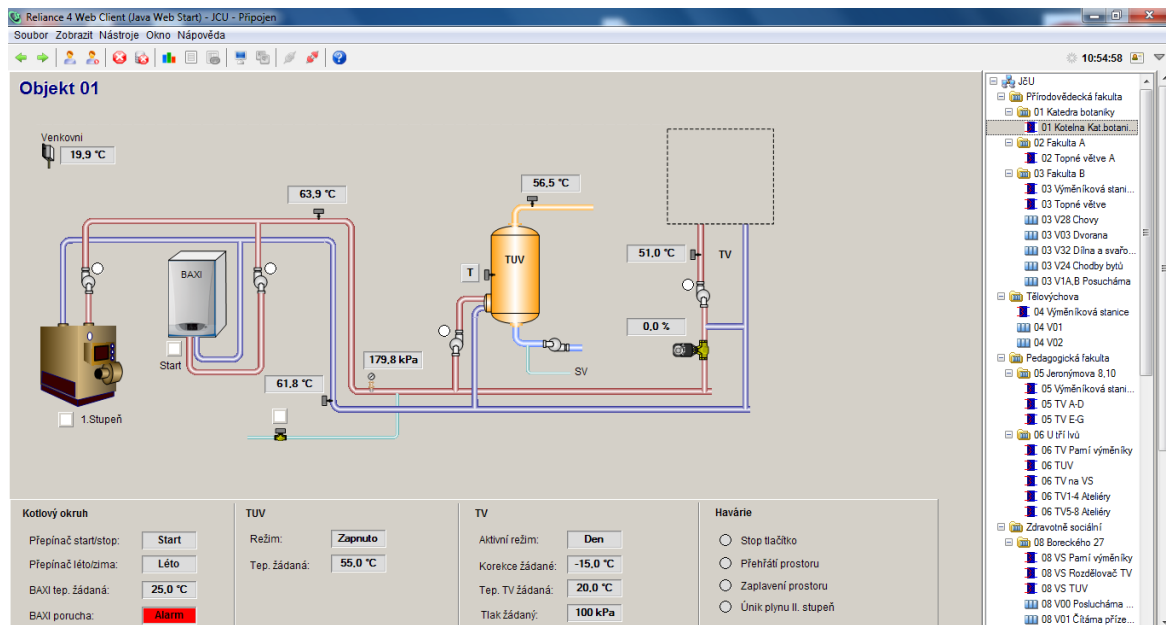 Reliance 4 Web Client (Java Web Start) - JCU - Připojen
Soubor Zobrazit Nástroje Okno Nápověda
10:54:58
Objekt 01
Venkovni
19,9 °C
63,9 °C
56,5 °C
51,0 °C
TV
BAXI
TUV
T
0,0 %
Start
179,8 kPa
SV
61,8 °C
1.Stupeň
Kotlový okruh
Přepínač start/stop: Start
Přepínač léto/zima: Léto
BAXI tep. žádaná: 25,0 °C
BAXI porucha: Alarm
TUV
Režim: Zapnuto
Tep. žádaná: 55,0 °C
TV
Aktivní režim: Den
Korekce žádané: -15,0 °C
Tep. TV žádaná: 20,0 °C
Tlak žádaný: 100 kPa
Havárie
Stop tlačítko
Přehřátí prostoru
Zaplavení prostoru
Únik plynu II. stupeň
JčU
Přírodovědecká fakulta
01 Katedra botaniky
01 Kotelna Kat.botani...
02 Fakulta A
02 Topné větve A
03 Fakulta B
03 Výměníková stani...
03 Topné větve
03 V28 Chovy
03 V03 Dvorana
03 V32 Dílna a svařo...
03 V24 Chodby bytů
03 V1A,B Posucháma
Tělovýchova
04 Výměníková stanice
04 V01
04 V02
Pedagogická fakulta
05 Jeronýmova 8,10
05 Výměníková stani...
05 TV A-D
05 TV E-G
06 U tří lvů
06 TV Parní výměníky
06 TUV
06 TV na VS
06 TV1-4 Ateliéry
06 TV5-8 Ateliéry
Zdravotně sociální
08 Boreckého 27
08 VS Parní výměníky
08 VS Rozdělovač TV
08 VS TUV
08 V00 Poslucháma ...
08 V01 Čítárna příze...